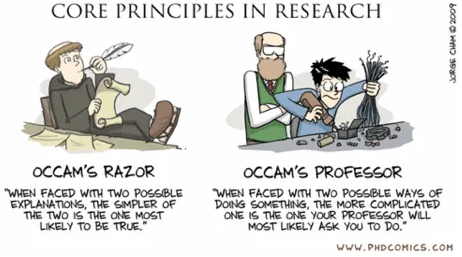 CORE PRINCIPLES IN RESEARCH
JORGE CHAM © 2009
OCCAM'S RAZOR
"WHEN FACED WITH TWO POSSIBLE
EXPLANATIONS, THE SIMPLER OF
THE TWO IS THE ONE MOST
LIKELY TO BE TRUE."
OCCAM'S PROFESSOR
"WHEN FACED WITH TWO POSSIBLE WAYS OF
DOING SOMETHING, THE MORE COMPLICATED
ONE IS THE ONE YOUR PROFESSOR WILL
MOST LIKELY ASK YOU TO DO."
WWW.PHDCOMICS.COM